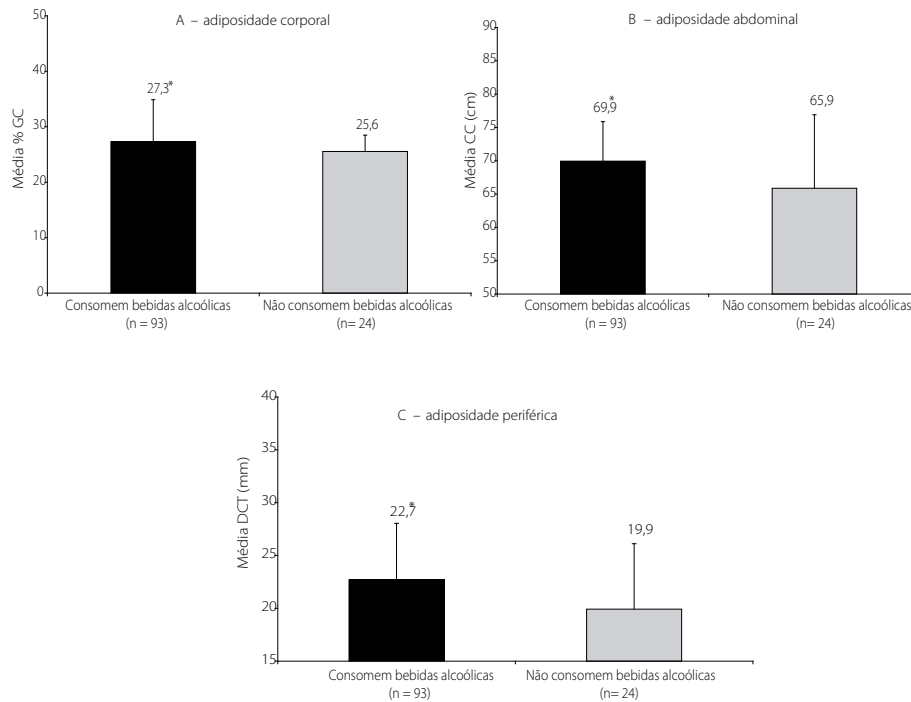 A – adiposidade corporal
Média % GC
50
40
30
20
10
0
27,3*
25,6
Consomem bebidas alcoólicas
(n = 93)
Não consomem bebidas alcoólicas
(n= 24)
B – adiposidade abdominal
Média CC (cm)
90
85
80
75
70
65
60
55
50
69,9*
65,9
Consomem bebidas alcoólicas
(n = 93)
Não consomem bebidas alcoólicas
(n= 24)
C – adiposidade periférica
Média DCT (mm)
40
35
30
25
20
15
22,7*
19,9
Consomem bebidas alcoólicas
(n = 93)
Não consomem bebidas alcoólicas
(n= 24)